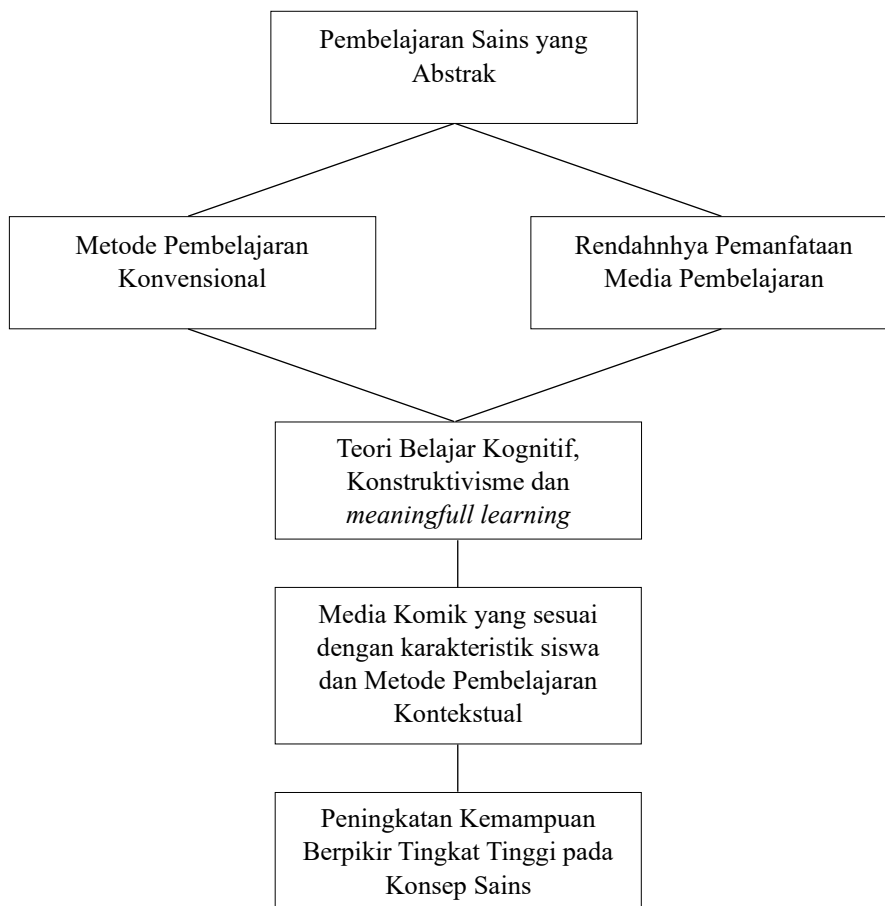 Pembelajaran Sains yang
Abstrak
Metode Pembelajaran
Konvensional
Rendahnhya Pemanfataan
Media Pembelajaran
Teori Belajar Kognitif,
Konstruktivisme dan
meaningfull learning
Media Komik yang sesuai
dengan karakteristik siswa
dan Metode Pembelajaran
Kontekstual
Peningkatan Kemampuan
Berpikir Tingkat Tinggi pada
Konsep Sains